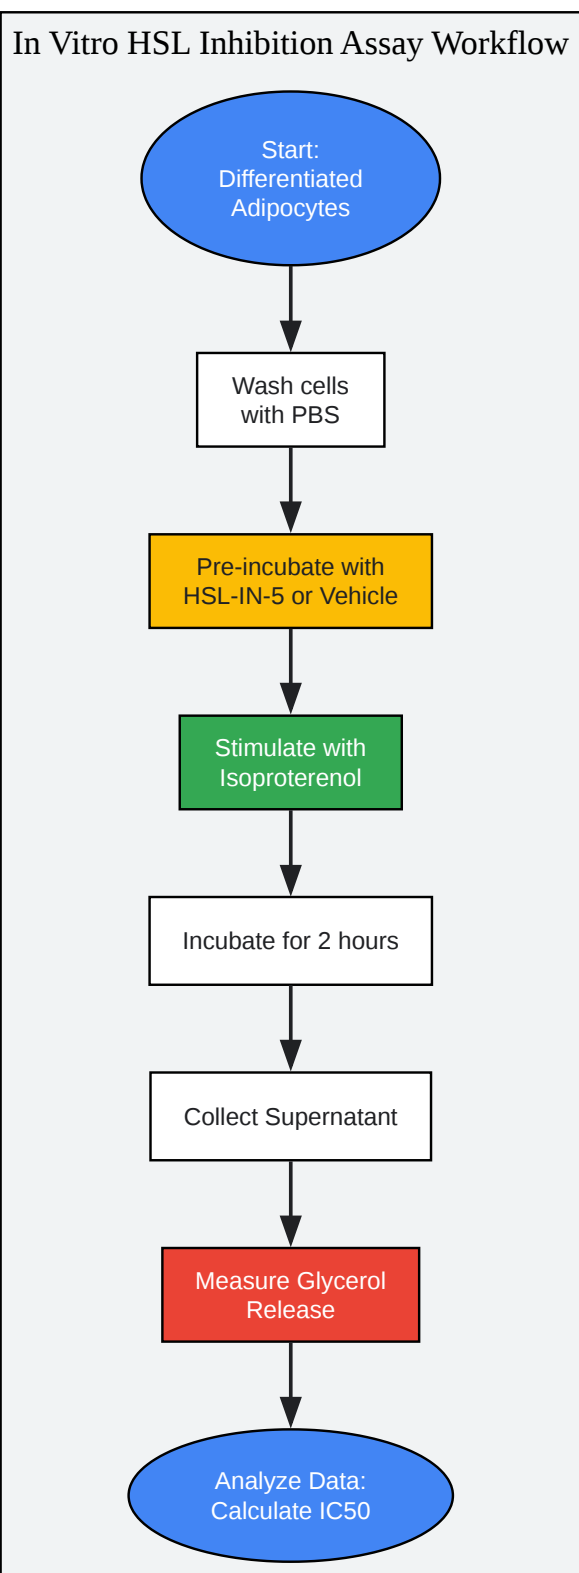 In Vitro HSL Inhibition Assay Workflow
Start:
Differentiated
Adipocytes
Wash cells
with PBS
Pre-incubate with
HSL-IN-5 or Vehicle
Stimulate with
Isoproterenol
Incubate for 2 hours
Collect Supernatant
Measure Glycerol
Release
Analyze Data:
Calculate IC50